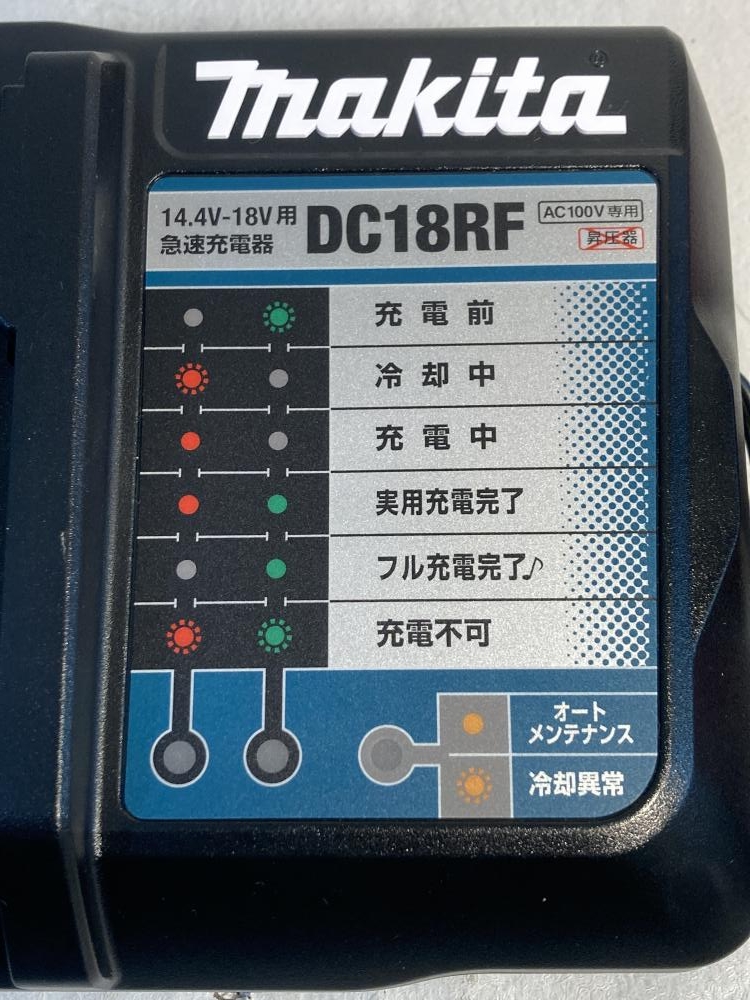 makita®
14.4V-18V用
急速充電器
DC18RF
AC100V専用
昇圧器
充電前
冷却中
充電中
実用充電完了
フル充電完了♪
充電不可
オート
メンテナンス
冷却異常